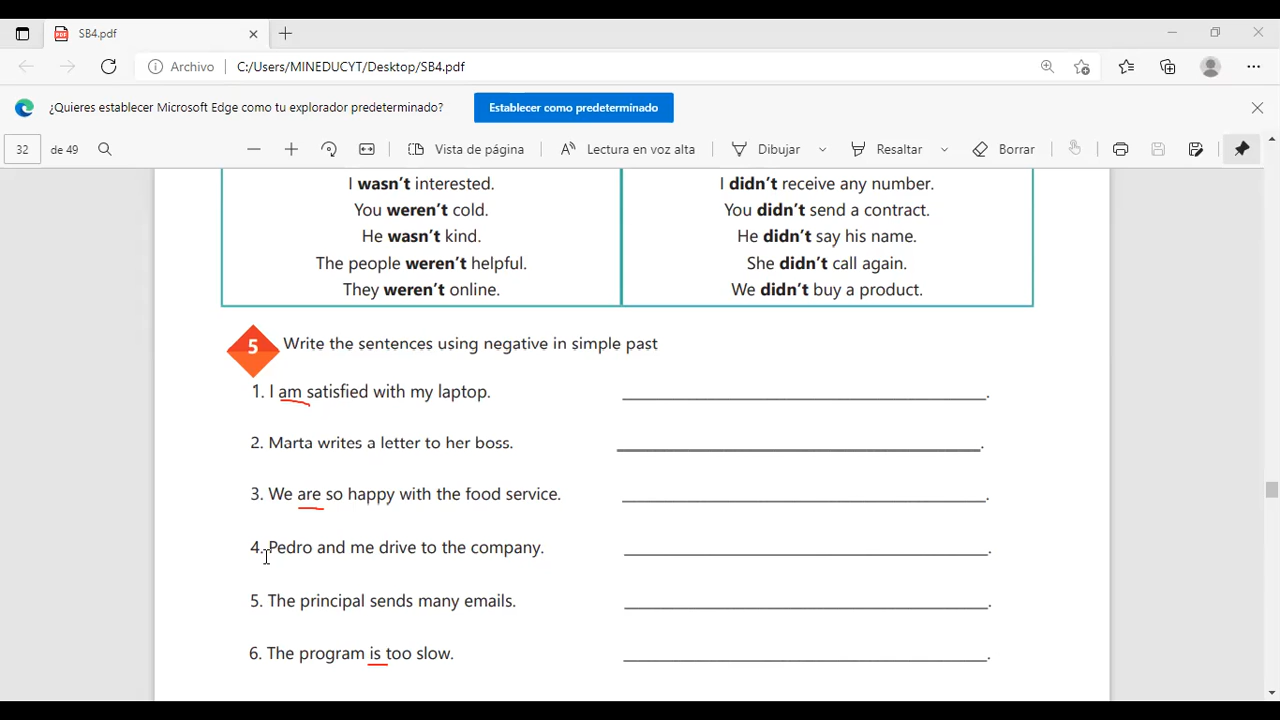 SB4.pdf
Archivo C:/Users/MINEDUCYT/Desktop/SB4.pdf
¿Quieres establecer Microsoft Edge como tu explorador predeterminado? Establecer como predeterminado
32 de 49 Vista de página Lectura en voz alta Dibujar Resaltar Borrar
I wasn't interested.
You weren't cold.
He wasn't kind.
The people weren't helpful.
They weren't online.
I didn't receive any number.
You didn't send a contract.
He didn't say his name.
She didn't call again.
We didn't buy a product.
5 Write the sentences using negative in simple past
1. I am satisfied with my laptop. ______________________.
2. Marta writes a letter to her boss. ______________________.
3. We are so happy with the food service. ______________________.
4. Pedro and me drive to the company. ______________________.
5. The principal sends many emails. ______________________.
6. The program is too slow. ______________________.